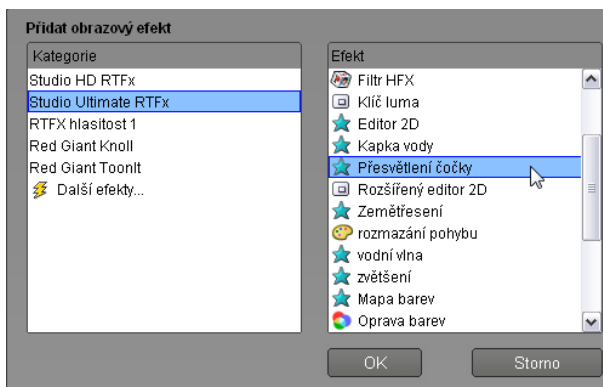 Přidat obrazový efekt
Kategorie
Studio HD RTFx
Studio Ultimate RTFx
RTFX hlasitost 1
Red Giant Knoll
Red Giant ToonIt
Další efekty...
Efekt
Filtr HFX
Klíč luma
Editor 2D
Kapka vody
Přesvětlení čočky
Rozšířený editor 2D
Zemětřesení
rozmazání pohybu
vodní vlna
zvětšení
Mapa barev
Oprava barev
OK
Storno